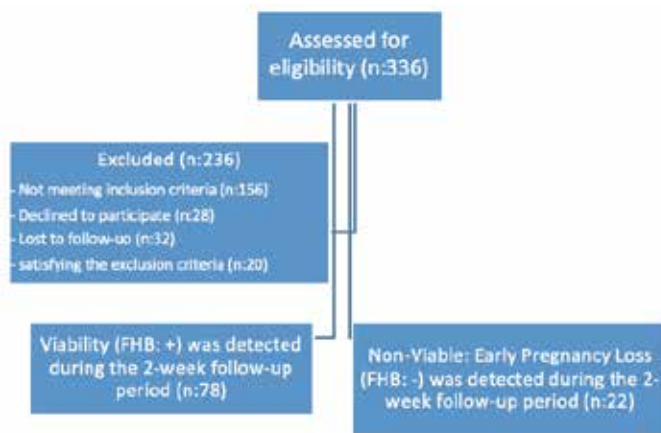 Assessed for
eligibility (n:336)
Excluded (n:236)
- Not meeting inclusion criteria (n:156)
- Declined to participate (n:28)
- Lost to follow-up (n:32)
- satisfying the exclusion criteria (n:20)
Viability (FHB: +) was detected
during the 2-week follow-up
period (n:78)
Non-Viable: Early Pregnancy Loss
(FHB: -) was detected during the 2-
week follow-up period (n:22)